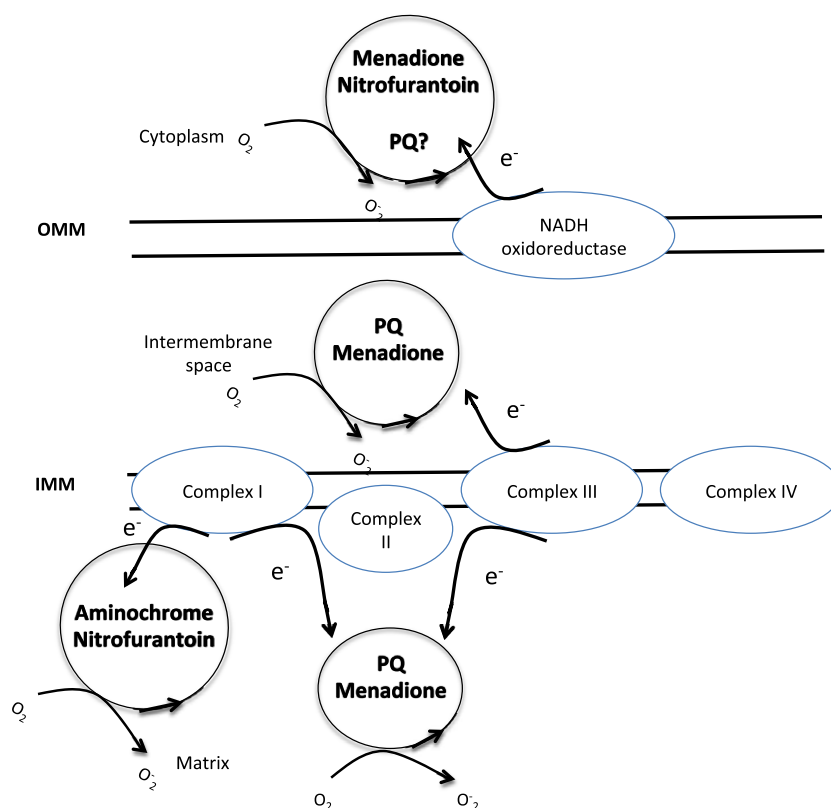 Menadione
Nitrofurantoin
PQ?
Cytoplasm
O2
e-
O2-
OMM
NADH
oxidoreductase
PQ
Menadione
Intermembrane
space
O2
e-
O2-
IMM
Complex I
Complex
II
Complex III
Complex IV
e-
e-
e-
Aminochrome
Nitrofurantoin
PQ
Menadione
O2
O2-
Matrix
O2
O-2